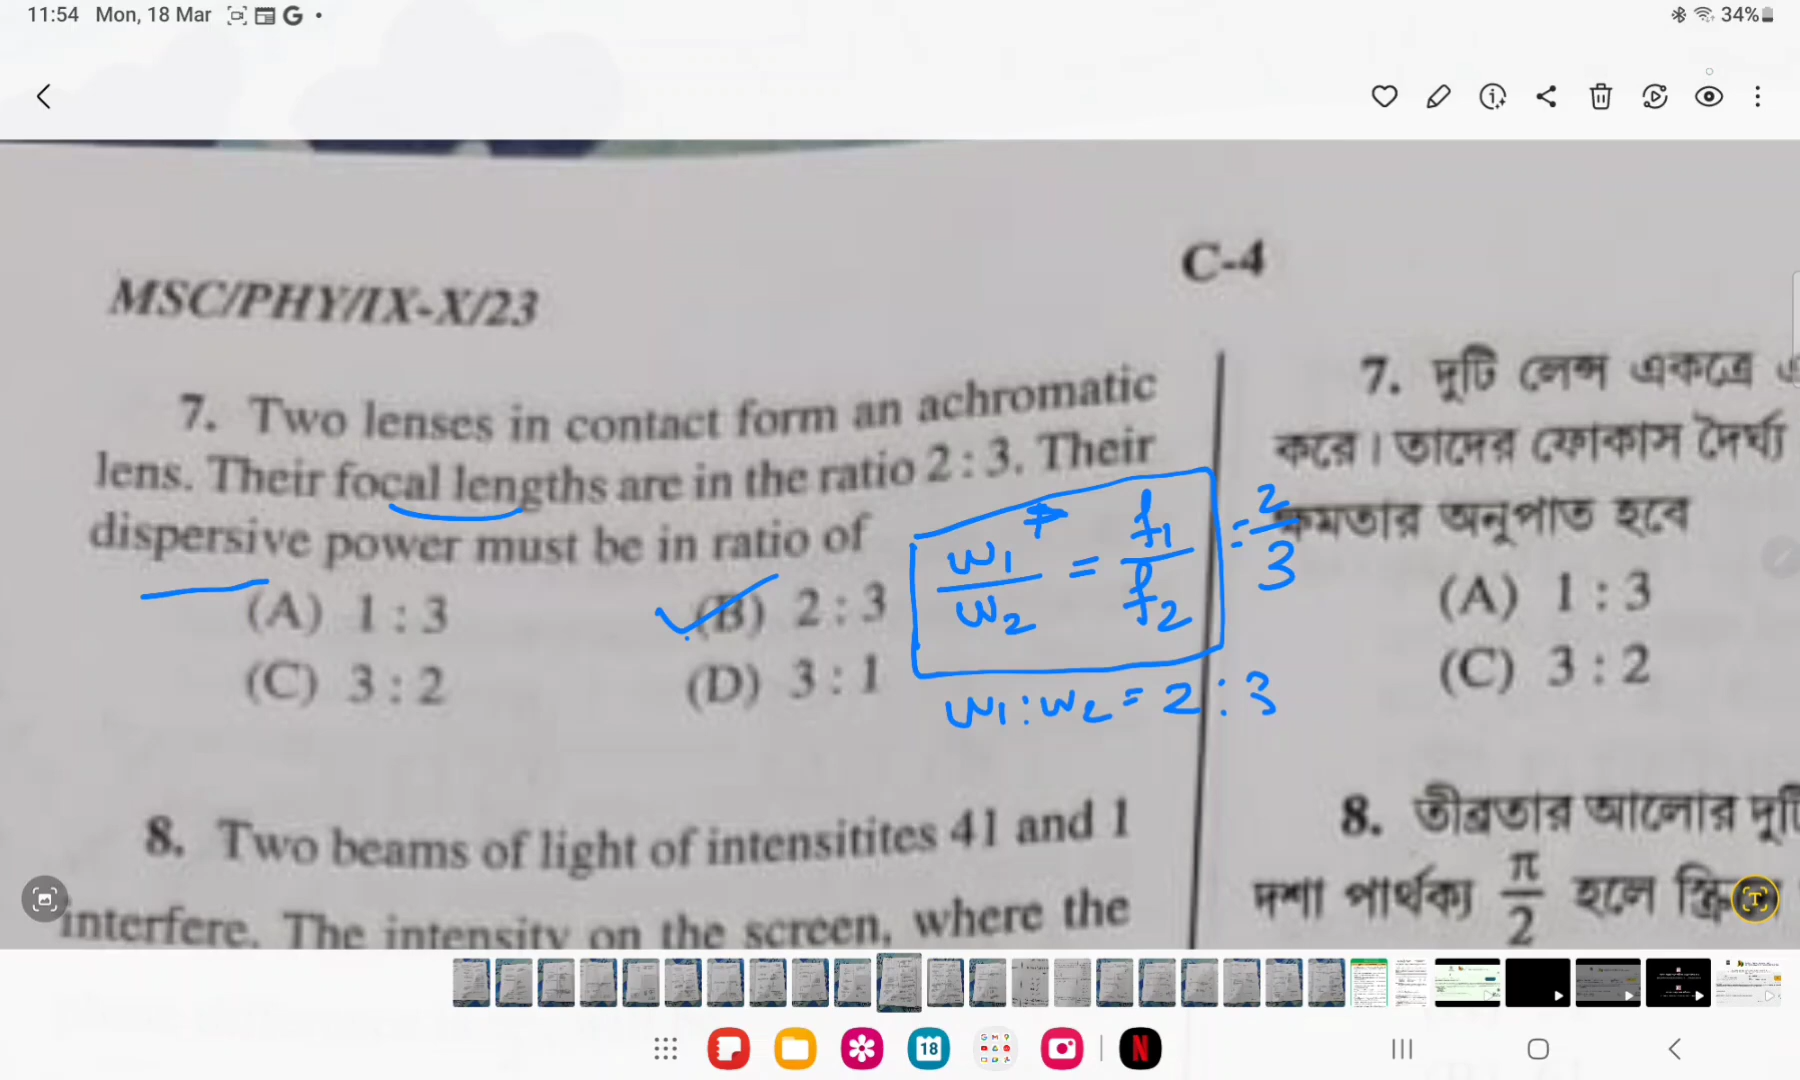 11:54 Mon, 18 Mar
34%
C-4
MSC/PHY/IX-X/23
7. Two lenses in contact form an achromatic
lens. Their focal lengths are in the ratio 2 : 3. Their
dispersive power must be in ratio of
(A) 1 : 3 (B) 2 : 3
(C) 3 : 2 (D) 3 : 1
ω1/ω2 = f1/f2 = 2/3
ω1 : ω2 = 2 : 3
8. Two beams of light of intensitites 4I and I
interfere. The intensity on the screen, where the
7. দুটি লেন্স একত্রে
করে। তাদের ফোকাস দৈর্ঘ্য
ক্ষমতার অনুপাত হবে
(A) 1 : 3
(C) 3 : 2
8. তীব্রতার আলোর
দশা পার্থক্য π/2 হলে
18
N